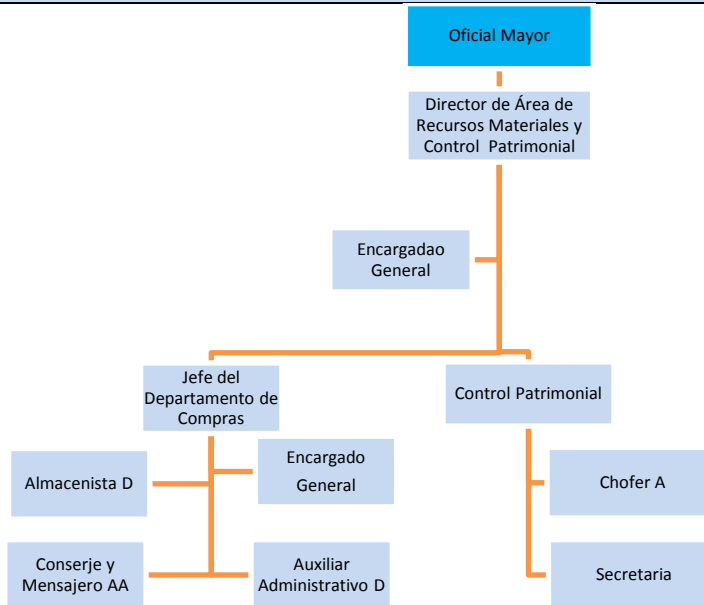 Oficial Mayor
Director de Área de
Recursos Materiales y
Control Patrimonial
Encargadao
General
Jefe del
Departamento de
Compras
Control Patrimonial
Almacenista D
Encargado
General
Chofer A
Conserje y
Mensajero AA
Auxiliar
Administrativo D
Secretaria